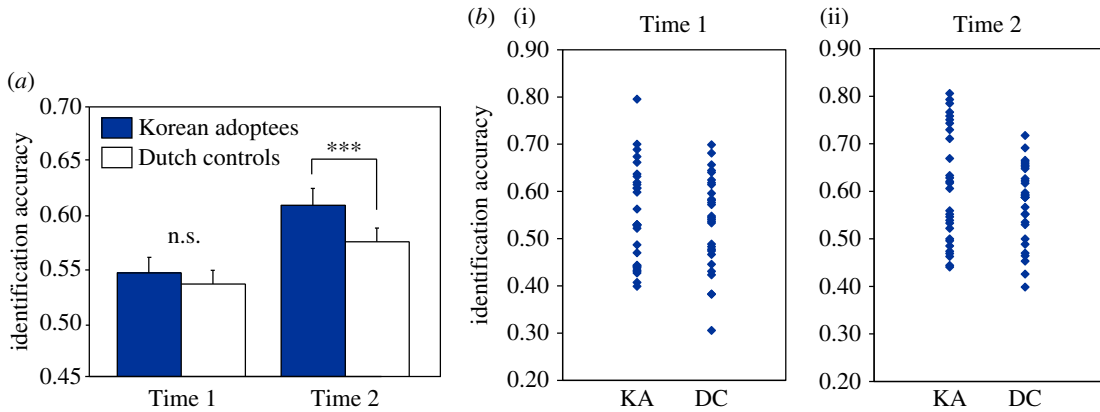 (a)
identification accuracy
0.70
0.65
0.60
0.55
0.50
0.45
Korean adoptees
Dutch controls
n.s.
***
Time 1
Time 2
(b) (i)
Time 1
identification accuracy
0.90
0.80
0.70
0.60
0.50
0.40
0.30
0.20
KA DC
(ii)
Time 2
0.90
0.80
0.70
0.60
0.50
0.40
0.30
0.20
KA DC